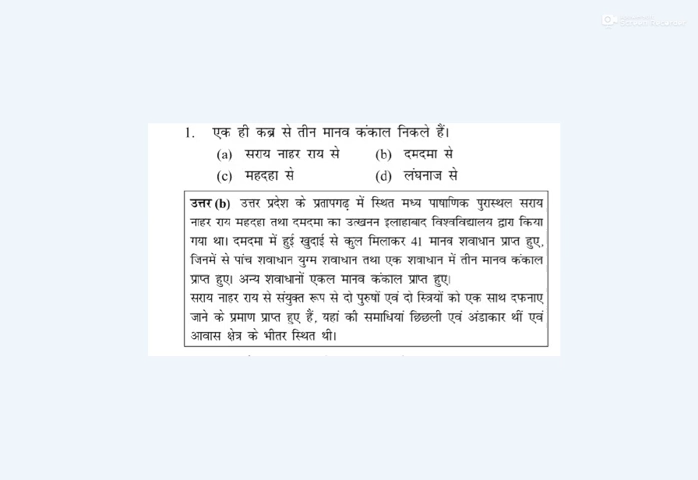 1. एक ही कब्र से तीन मानव कंकाल निकले हैं।
(a) सराय नाहर राय से (b) दमदमा से
(c) महदहा से (d) लंघनाज से
उत्तर (b) उत्तर प्रदेश के प्रतापगढ़ में स्थित मध्य पाषाणिक पुरास्थल सराय
नाहर राय महदहा तथा दमदमा का उत्खनन इलाहाबाद विश्वविद्यालय द्वारा किया
गया था। दमदमा में हुई खुदाई से कुल मिलाकर 41 मानव शवाधान प्राप्त हुए,
जिनमें से पांच शवाधान युग्म शवाधान तथा एक शवाधान में तीन मानव कंकाल
प्राप्त हुए। अन्य शवाधानों एकल मानव कंकाल प्राप्त हुए।
सराय नाहर राय से संयुक्त रूप से दो पुरुषों एवं दो स्त्रियों को एक साथ दफनाए
जाने के प्रमाण प्राप्त हुए हैं, यहां की समाधियां छिछली एवं अंडाकार थीं एवं
आवास क्षेत्र के भीतर स्थित थी।